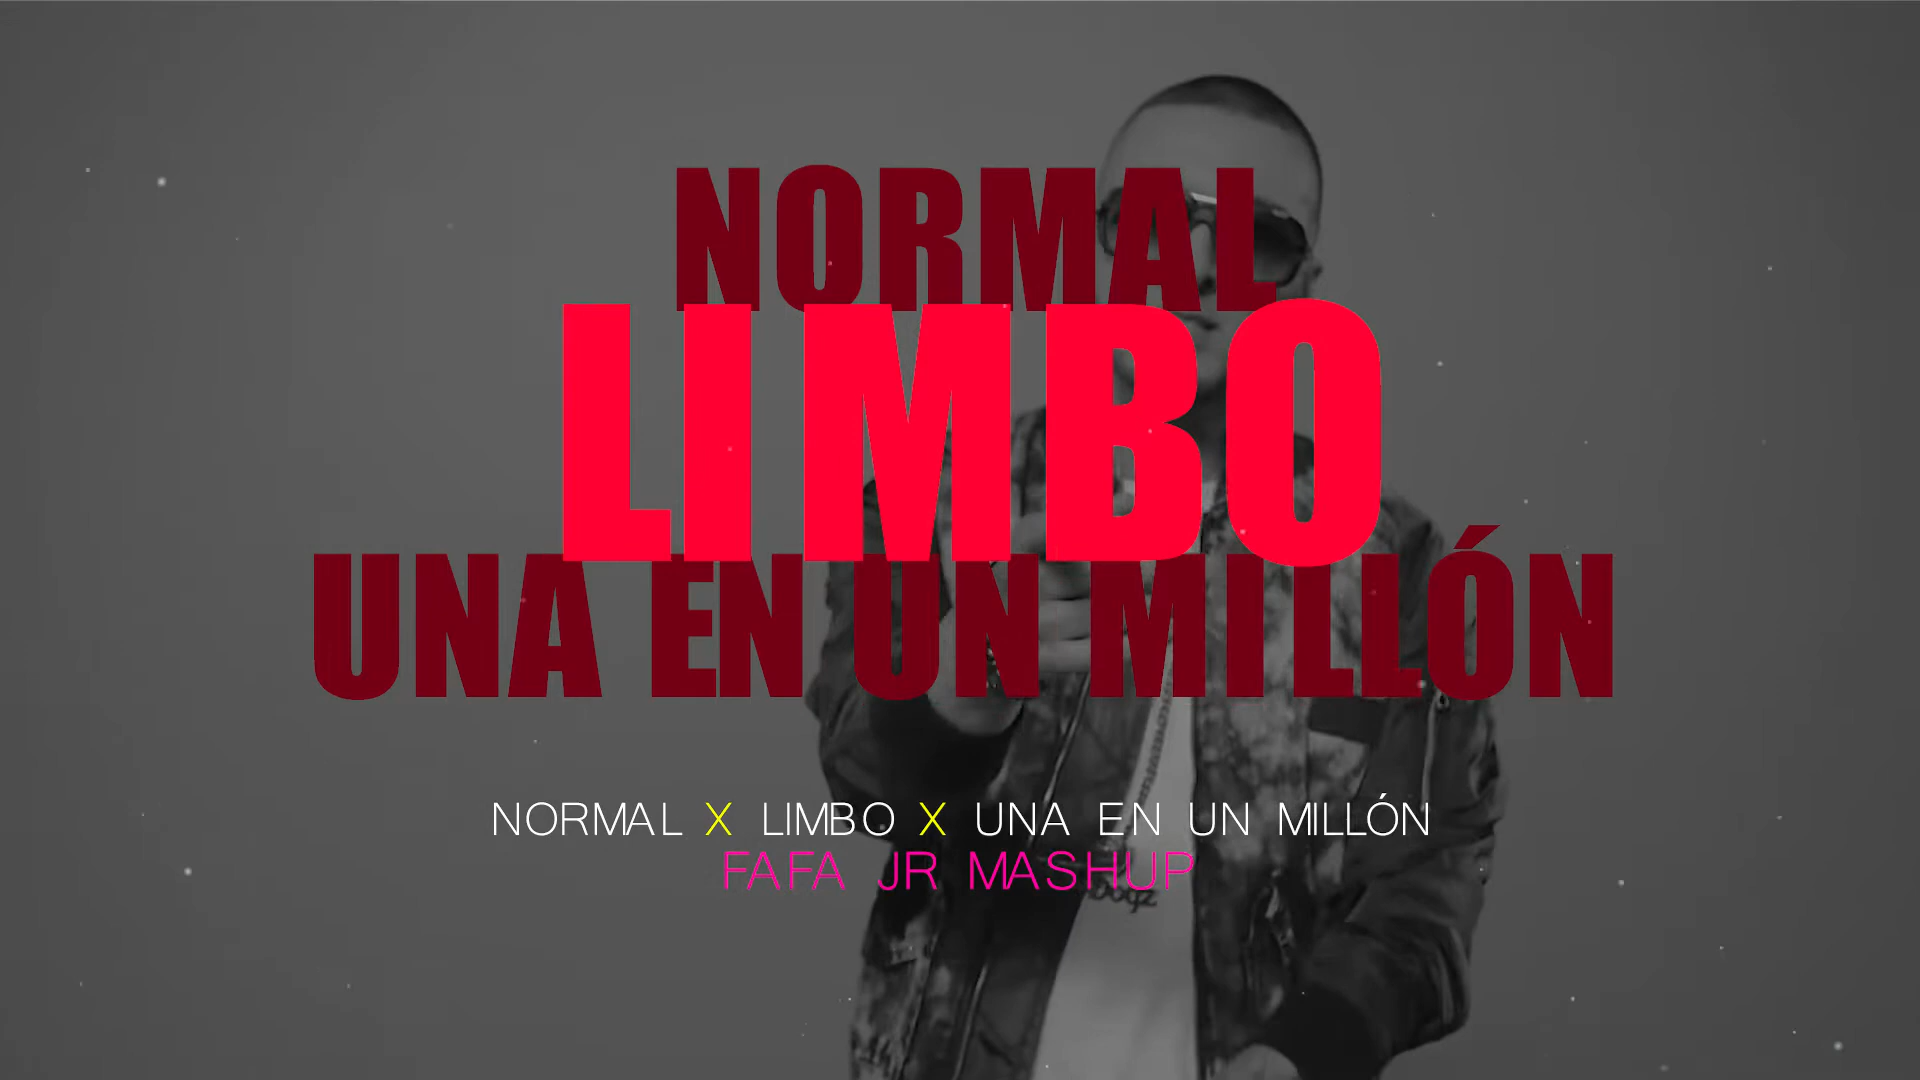 NORMAL
LIMBO
UNA EN UN MILLÓN
NORMAL X LIMBO X UNA EN UN MILLÓN
FAFA JR MASHUP